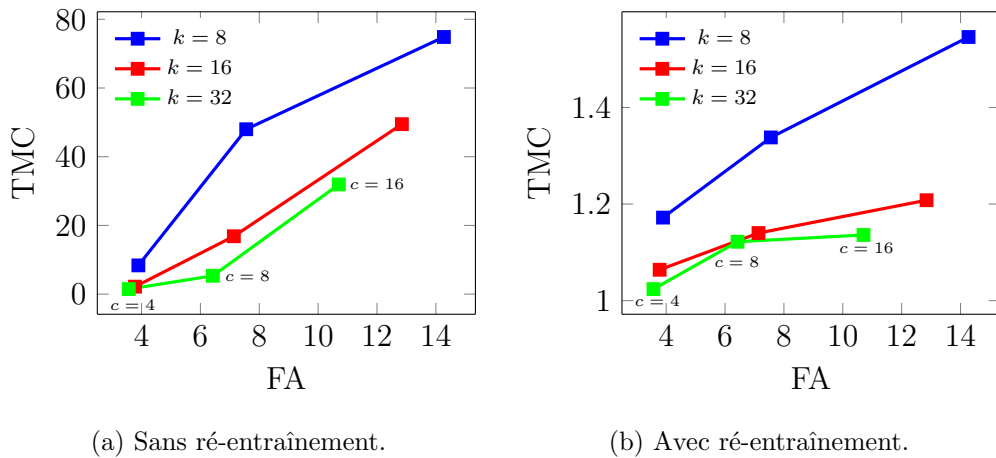 80
60
40
20
0
TMC
k = 8
k = 16
k = 32
c = 16
c = 8
c = 4
4 6 8 10 12 14
FA
(a) Sans ré-entraînement.
1.4
1.2
1
TMC
k = 8
k = 16
k = 32
c = 16
c = 8
c = 4
4 6 8 10 12 14
FA
(b) Avec ré-entraînement.